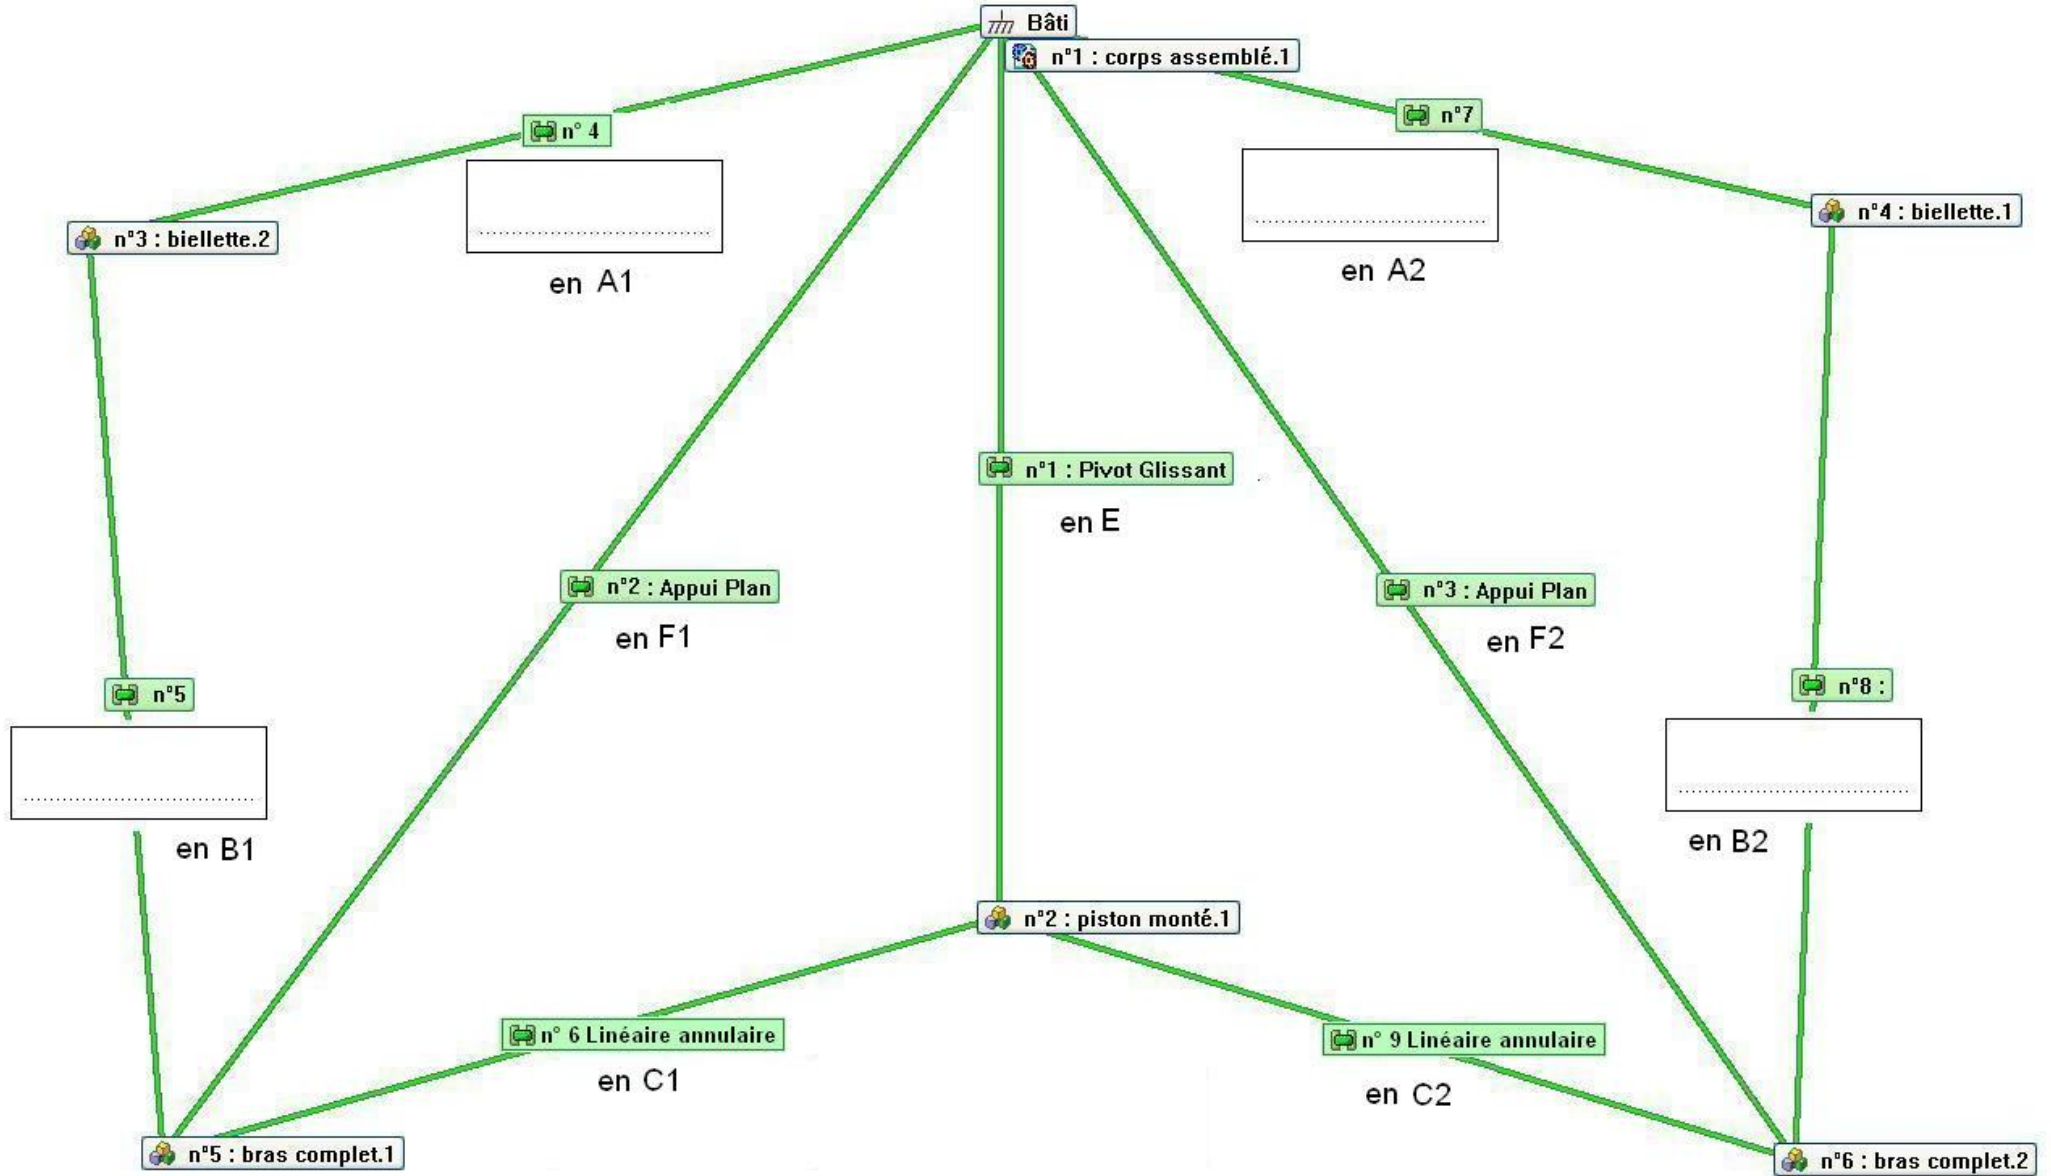 Bâti
n°1 : corps assemblé.1
n° 4
n°7
n°4 : biellette.1
n°3 : biellette.2
en A1
en A2
n°1 : Pivot Glissant
en E
n°2 : Appui Plan
n°3 : Appui Plan
en F1
en F2
n°5
n°8 :
en B1
en B2
n°2 : piston monté.1
n° 6 Linéaire annulaire
n° 9 Linéaire annulaire
en C1
en C2
n°5 : bras complet.1
n°6 : bras complet.2